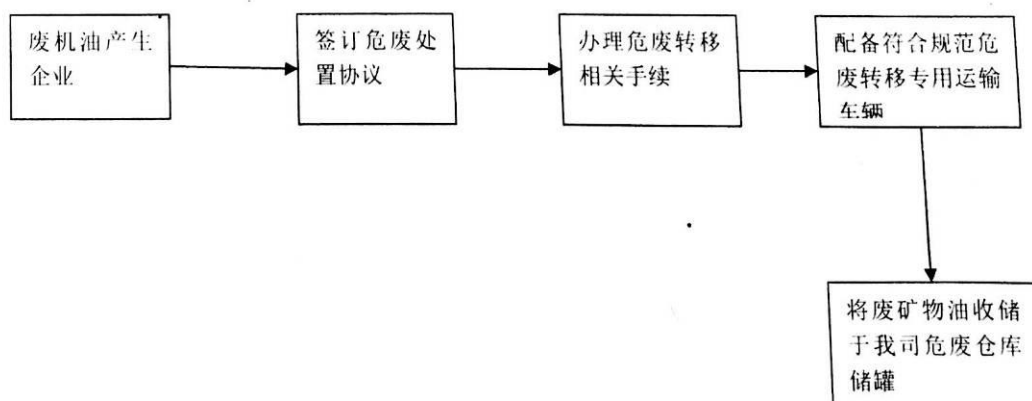 废机油产生
企业
签订危废处
置协议
办理危废转移
相关手续
配备符合规范危
废转移专用运输
车辆
将废矿物油收储
于我司危废仓库
储罐